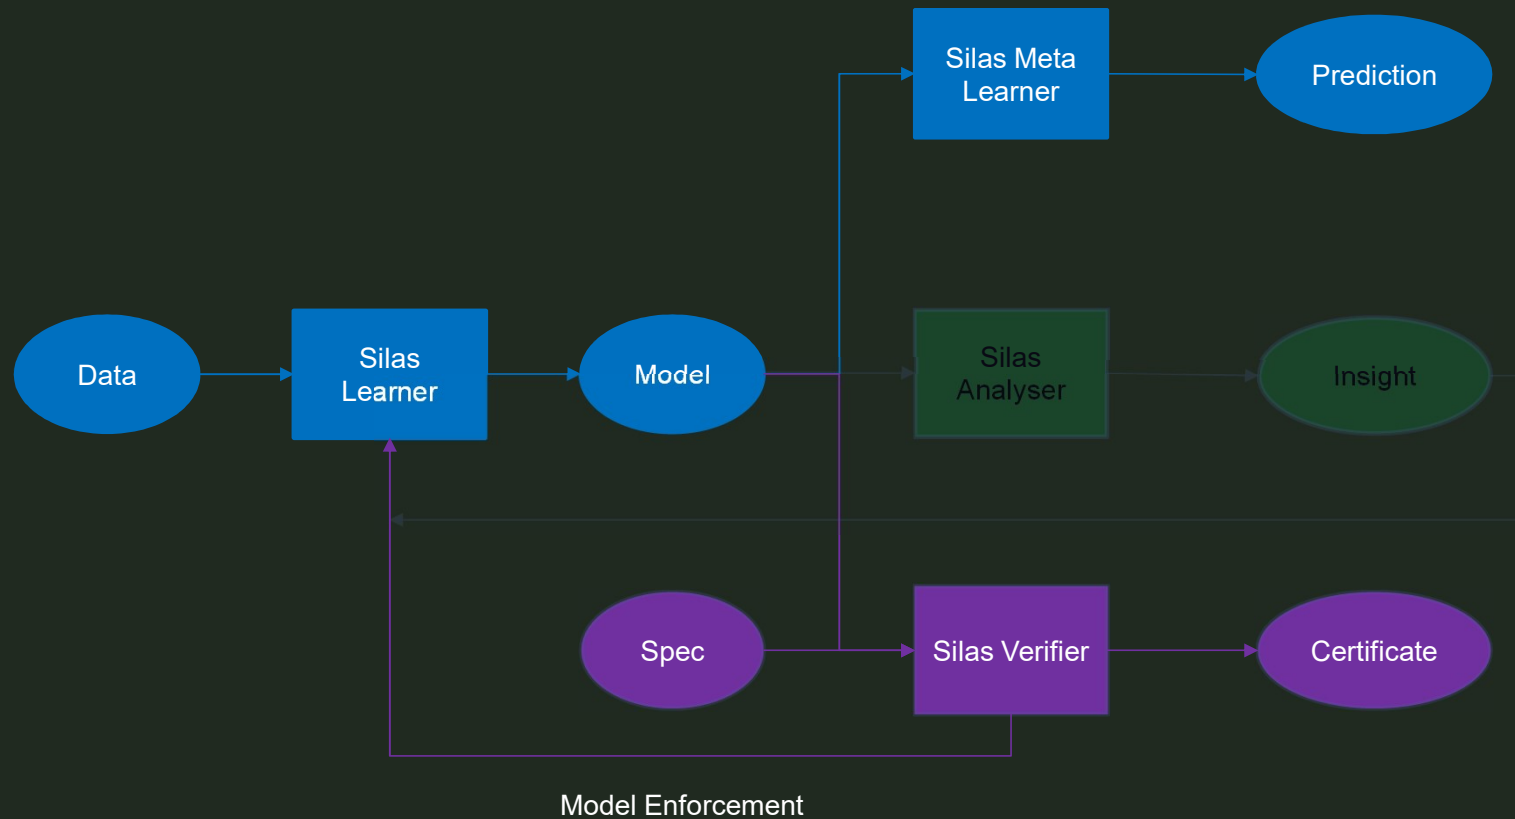 Silas Meta
Learner
Prediction
Data
Silas
Learner
Model
Silas
Analyser
Insight
Spec
Silas Verifier
Certificate
Model Enforcement